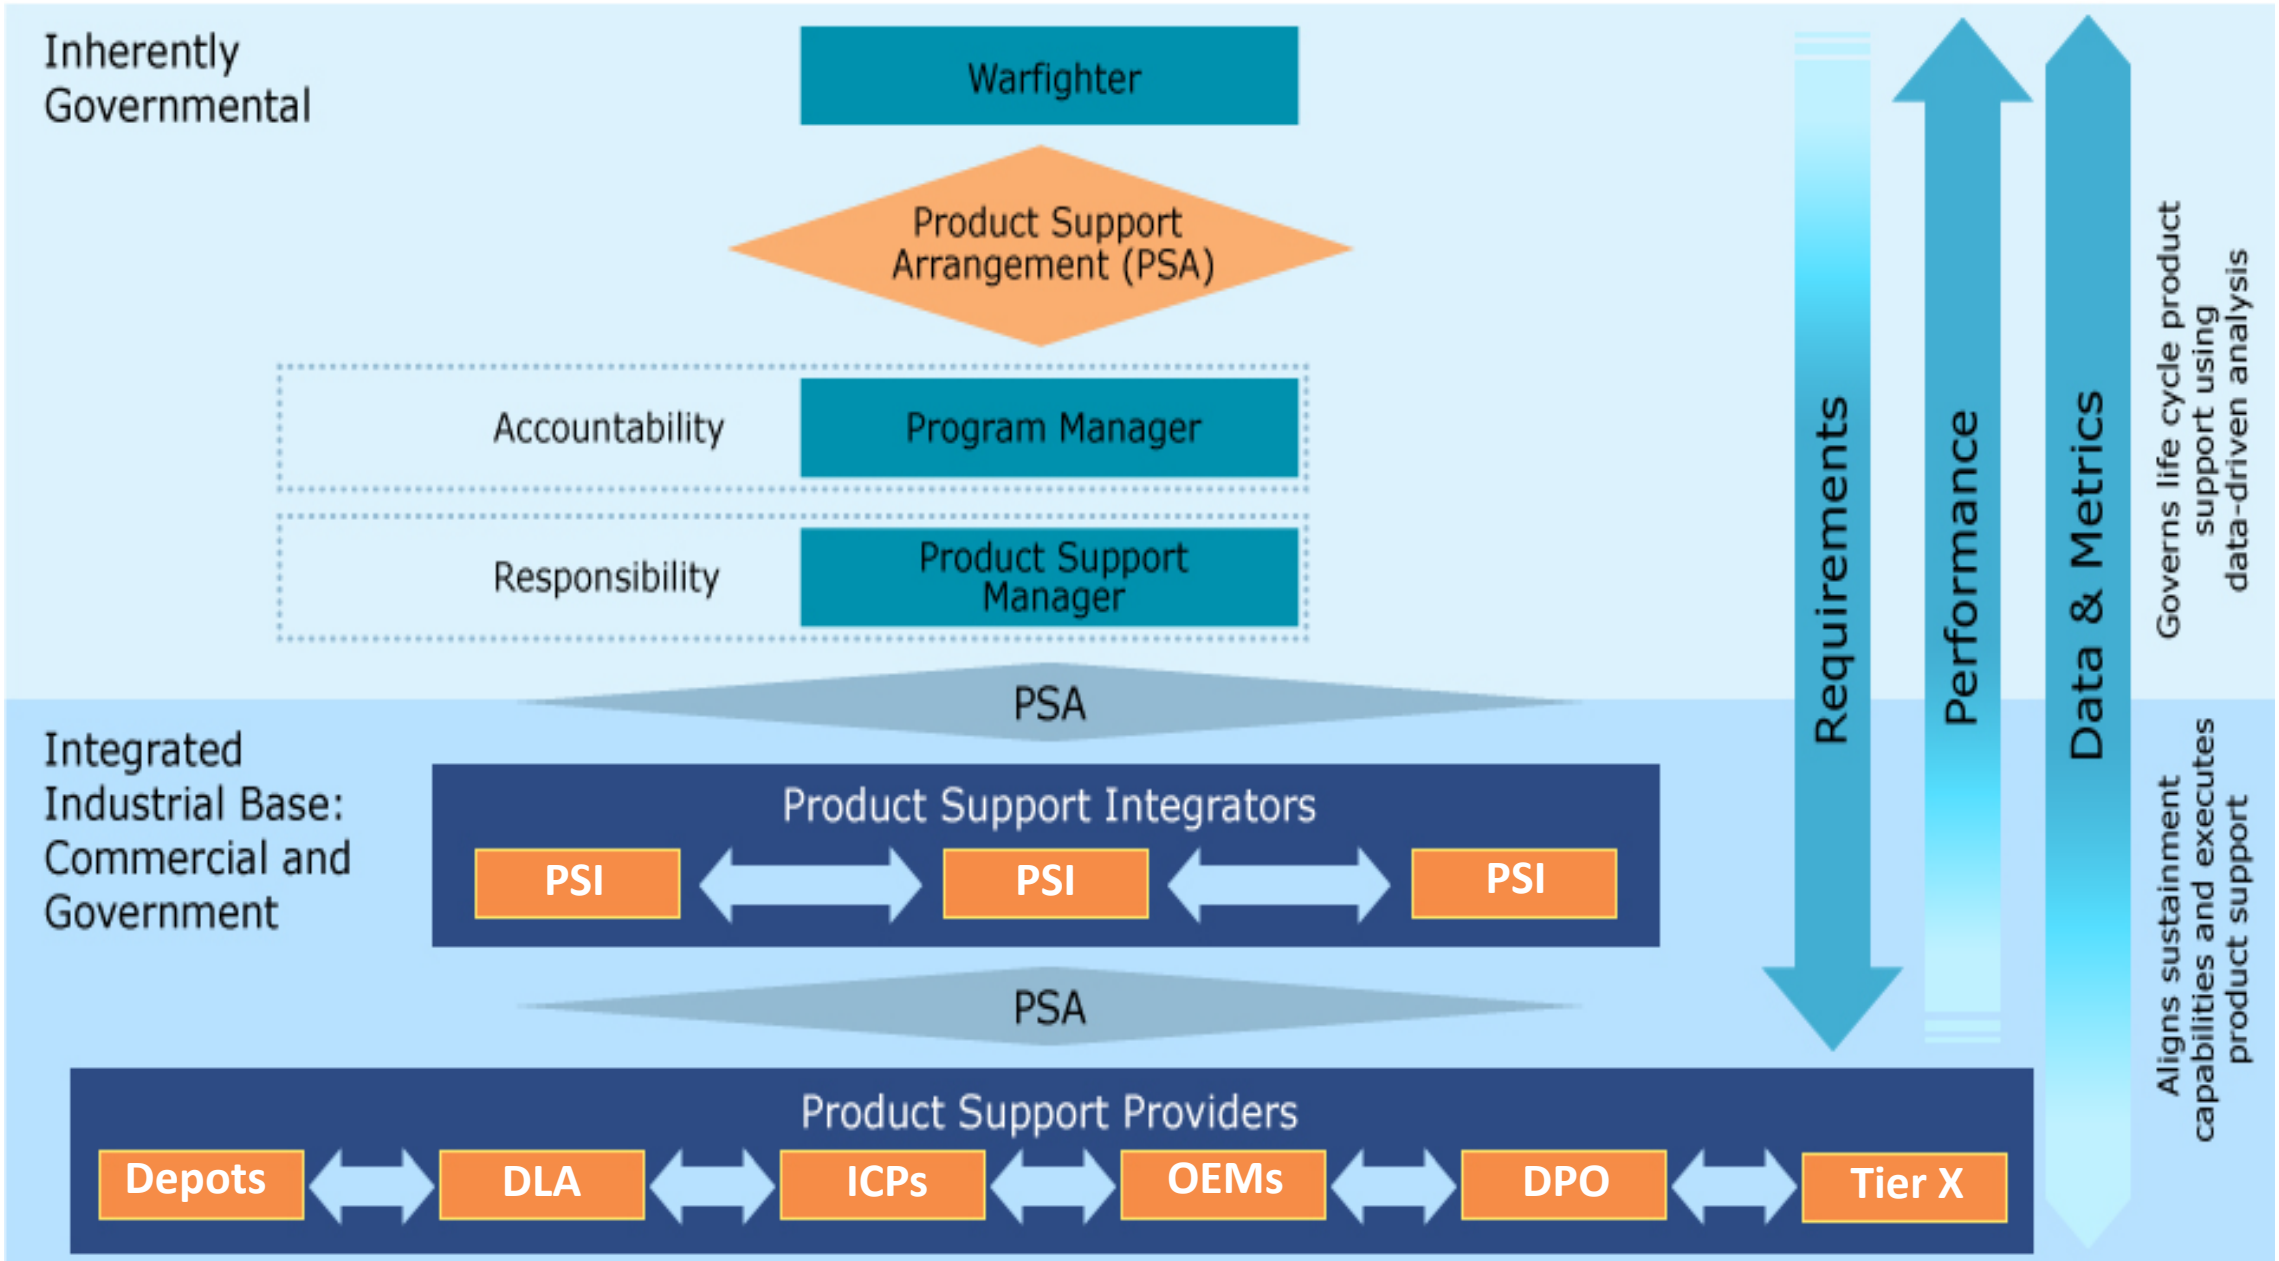 Inherently
Governmental
Warfighter
Product Support
Arrangement (PSA)
Accountability
Program Manager
Responsibility
Product Support
Manager
PSA
Integrated
Industrial Base:
Commercial and
Government
Product Support Integrators
PSI
PSI
PSI
PSA
Product Support Providers
Depots
DLA
ICPs
OEMs
DPO
Tier X
Requirements
Performance
Data & Metrics
Governs life cycle product
support using
data-driven analysis
Aligns sustainment
capabilities and executes
product support